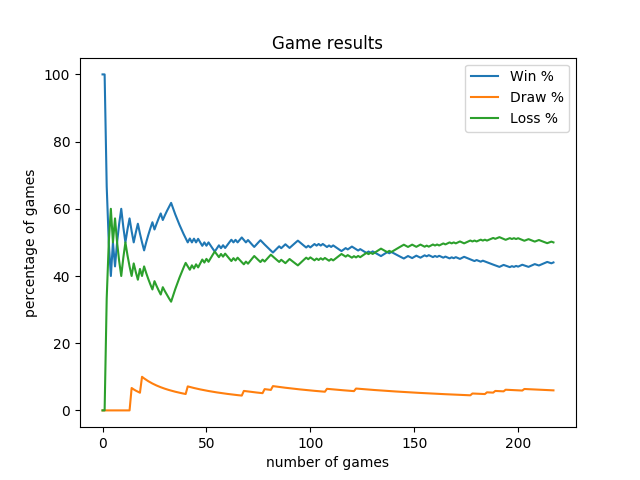 Game results
Win %
Draw %
Loss %
100
80
60
40
20
0
percentage of games
0 50 100 150 200
number of games